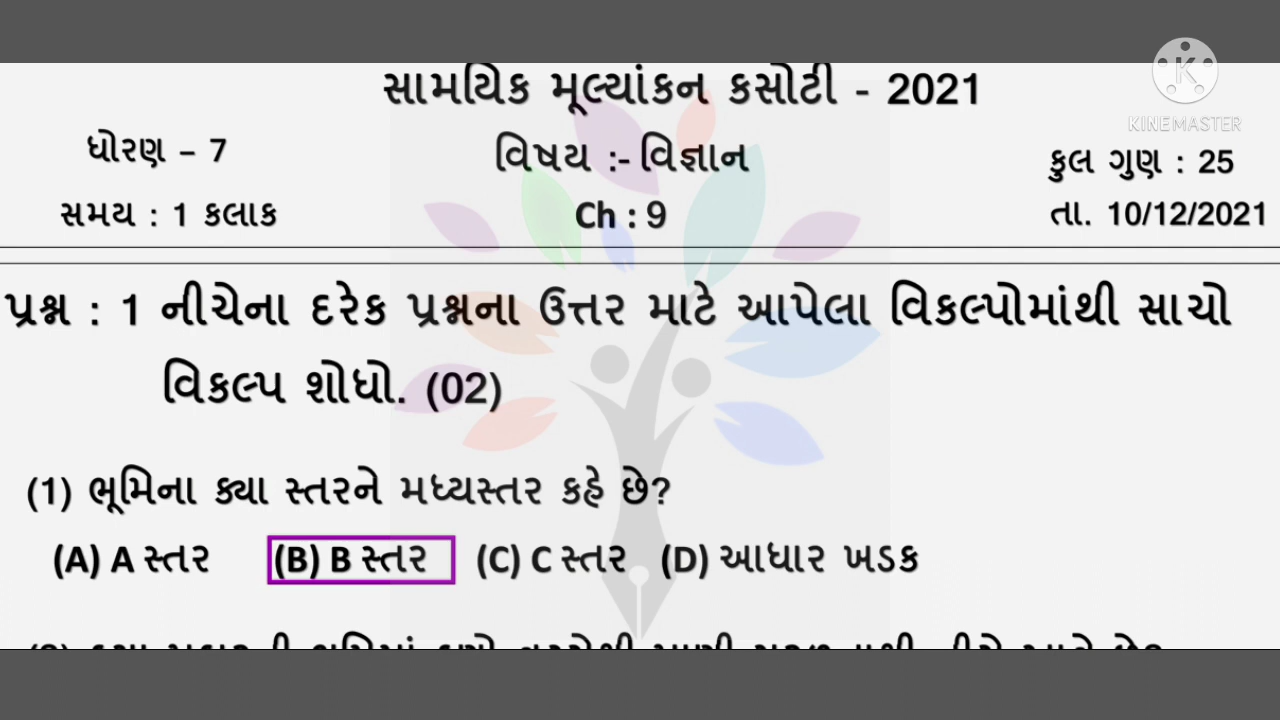 સામયિક મૂલ્યાંકન કસોટી - 2021
KINEMASTER
ધોરણ – 7 વિષય :- વિજ્ઞાન કુલ ગુણ : 25
સમય : 1 કલાક Ch : 9 તા. 10/12/2021
પ્રશ્ન : 1 નીચેના દરેક પ્રશ્નના ઉત્તર માટે આપેલા વિકલ્પોમાંથી સાચો
વિકલ્પ શોધો. (02)
(1) ભૂમિના ક્યા સ્તરને મધ્યસ્તર કહે છે?
(A) A સ્તર (B) B સ્તર (C) C સ્તર (D) આધાર ખડક